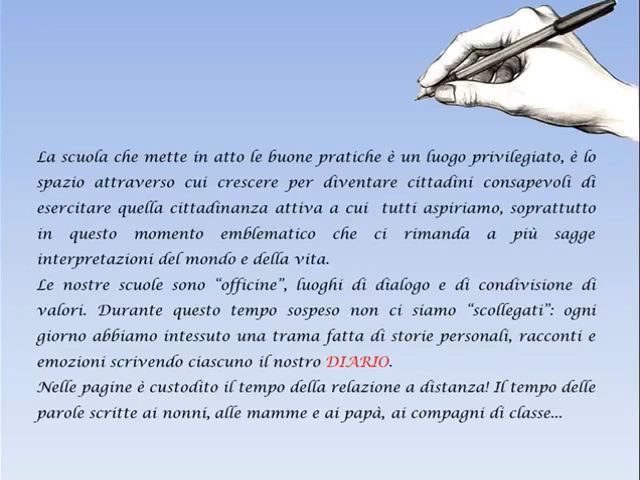 La scuola che mette in atto le buone pratiche è un luogo privilegiato, è lo
spazio attraverso cui crescere per diventare cittadini consapevoli di
esercitare quella cittadinanza attiva a cui tutti aspiriamo, soprattutto
in questo momento emblematico che ci rimanda a più sagge
interpretazioni del mondo e della vita.
Le nostre scuole sono “officine”, luoghi di dialogo e di condivisione di
valori. Durante questo tempo sospeso non ci siamo “scollegati”: ogni
giorno abbiamo intessuto una trama fatta di storie personali, racconti e
emozioni scrivendo ciascuno il nostro DIARIO.
Nelle pagine è custodito il tempo della relazione a distanza! Il tempo delle
parole scritte ai nonni, alle mamme e ai papà, ai compagni di classe...